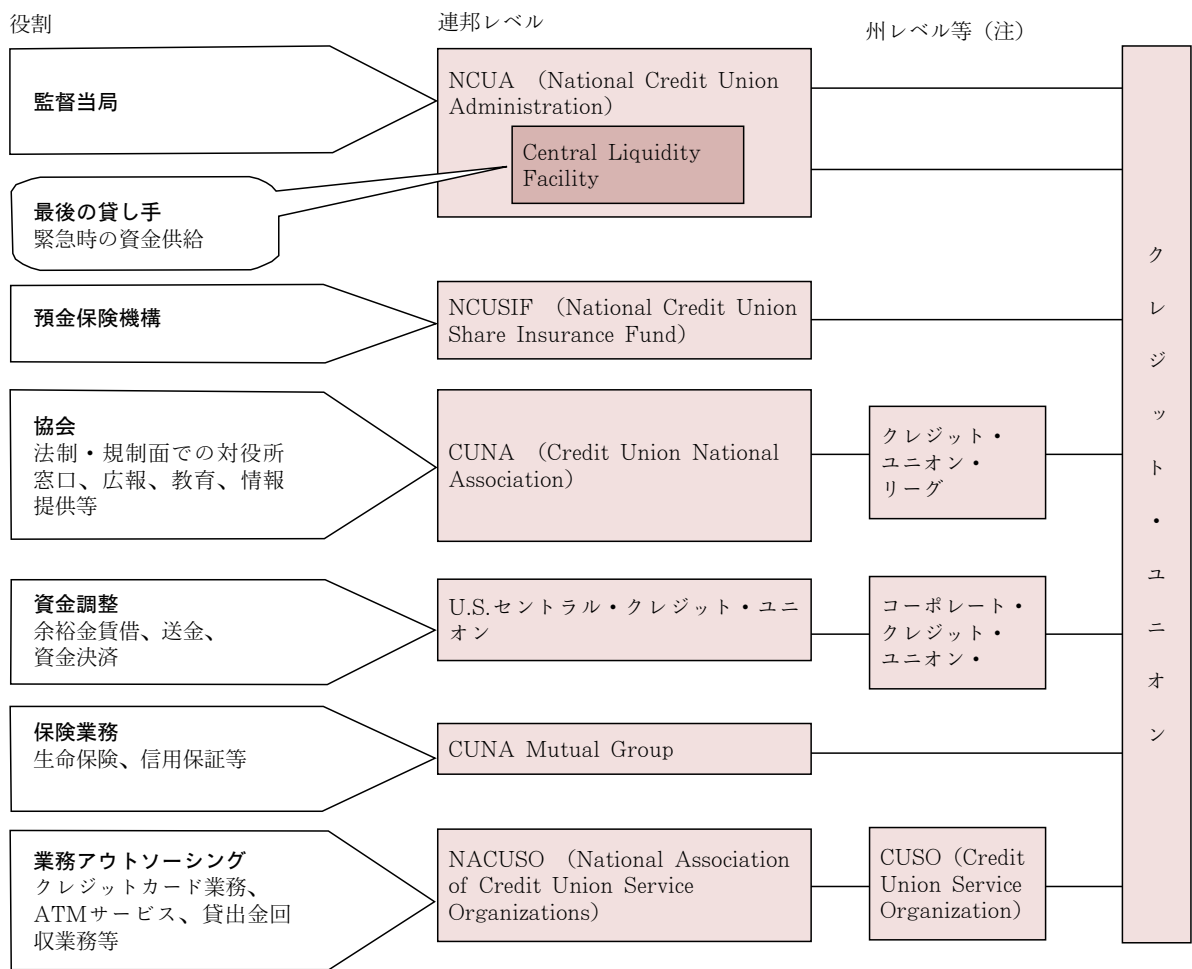 役割
連邦レベル
州レベル等（注）
監督当局
NCUA （National Credit Union
Administration）
Central Liquidity
Facility
最後の貸し手
緊急時の資金供給
預金保険機構
NCUSIF （National Credit Union
Share Insurance Fund）
協会
法制・規制面での対役所
窓口、広報、教育、情報
提供等
CUNA （Credit Union National
Association）
クレジット・
ユニオン・
リーグ
資金調整
余裕金賃借、送金、
資金決済
U.S.セントラル・クレジット・ユニ
オン
コーポレート・
クレジット・
ユニオン・
保険業務
生命保険、信用保証等
CUNA Mutual Group
業務アウトソーシング
クレジットカード業務、
ATMサービス、貸出金回
収業務等
NACUSO （National Association
of Credit Union Service
Organizations）
CUSO（Credit
Union Service
Organization）
クレジット・ユニオン